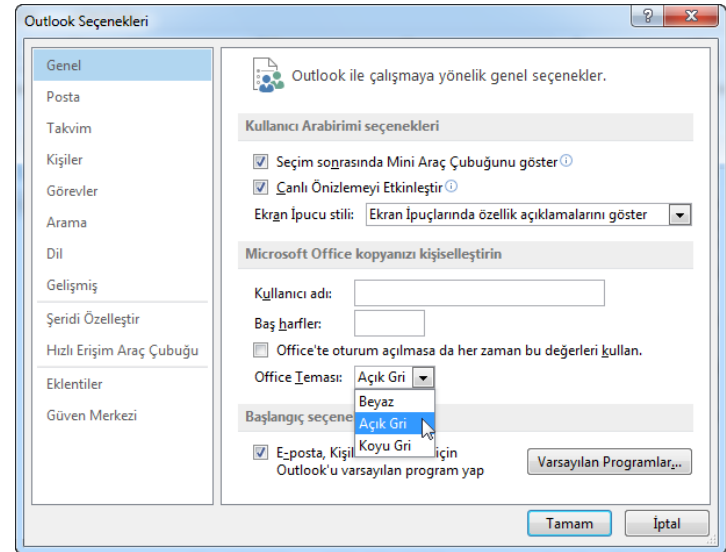 Outlook Seçenekleri
Genel
Posta
Takvim
Kişiler
Görevler
Arama
Dil
Gelişmiş
Şeridi Özelleştir
Hızlı Erişim Araç Çubuğu
Eklentiler
Güven Merkezi
Outlook ile çalışmaya yönelik genel seçenekler.
Kullanıcı Arabirimi seçenekleri
Seçim sonrasında Mini Araç Çubuğunu göster
Canlı Önizlemeyi Etkinleştir
Ekran İpucu stili: Ekran İpuçlarında özellik açıklamalarını göster
Microsoft Office kopyanızı kişiselleştirin
Kullanıcı adı:
Baş harfler:
Office'te oturum açılmasa da her zaman bu değerleri kullan.
Office Teması: Açık Gri
Beyaz
Açık Gri
Koyu Gri
Başlangıç seçene
E-posta, Kişil için
Outlook'u varsayılan program yap
Varsayılan Programlar...
Tamam
İptal